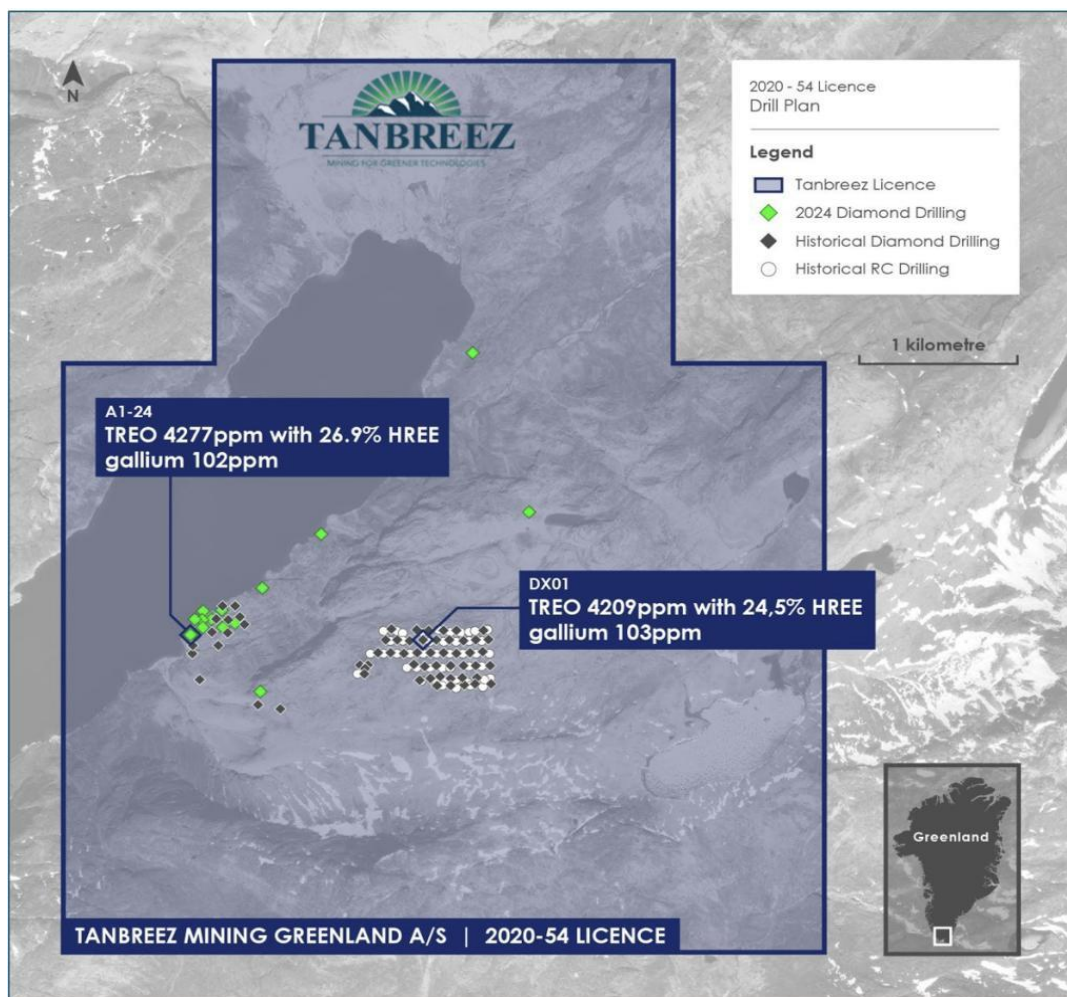 N
TANBREEZ
MINING FOR GREENER TECHNOLOGIES
2020 - 54 Licence
Drill Plan
Legend
Tanbreez Licence
2024 Diamond Drilling
Historical Diamond Drilling
Historical RC Drilling
1 kilometre
A1-24
TREO 4277ppm with 26.9% HREE
gallium 102ppm
DX01
TREO 4209ppm with 24,5% HREE
gallium 103ppm
Greenland
TANBREEZ MINING GREENLAND A/S | 2020-54 LICENCE